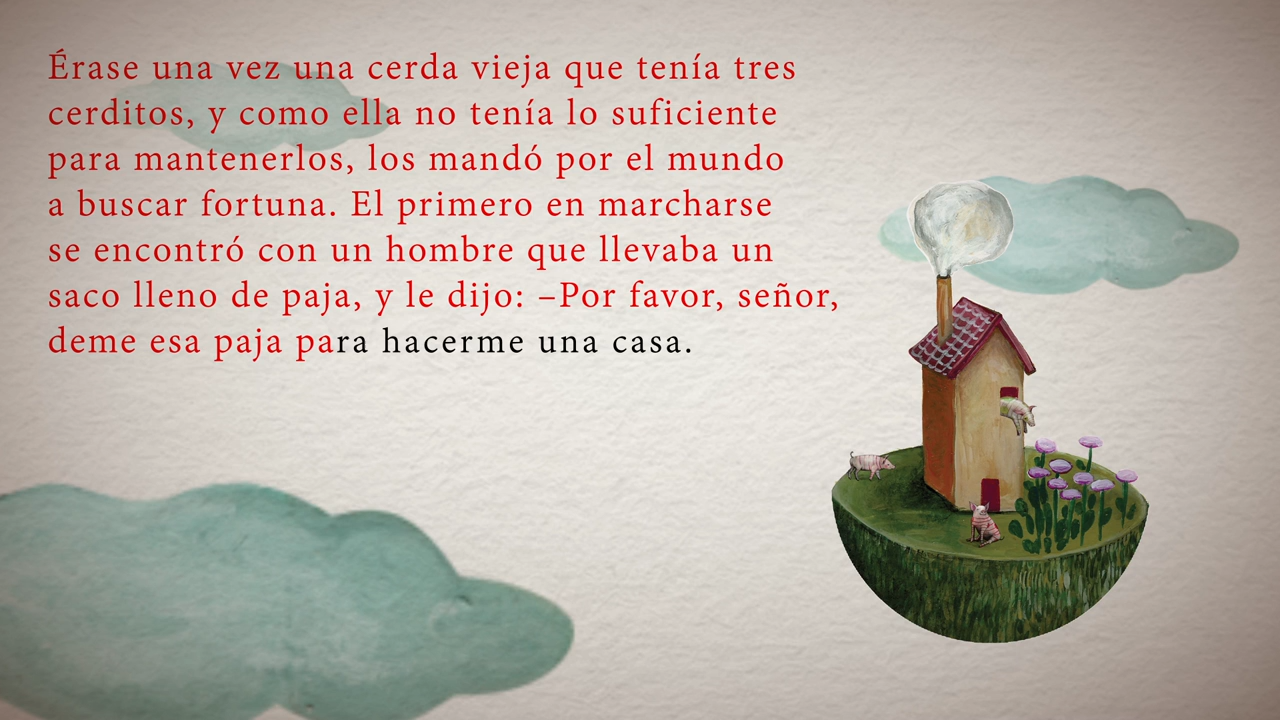 Érase una vez una cerda vieja que tenía tres
cerditos, y como ella no tenía lo suficiente
para mantenerlos, los mandó por el mundo
a buscar fortuna. El primero en marcharse
se encontró con un hombre que llevaba un
saco lleno de paja, y le dijo: –Por favor, señor,
deme esa paja para hacerme una casa.